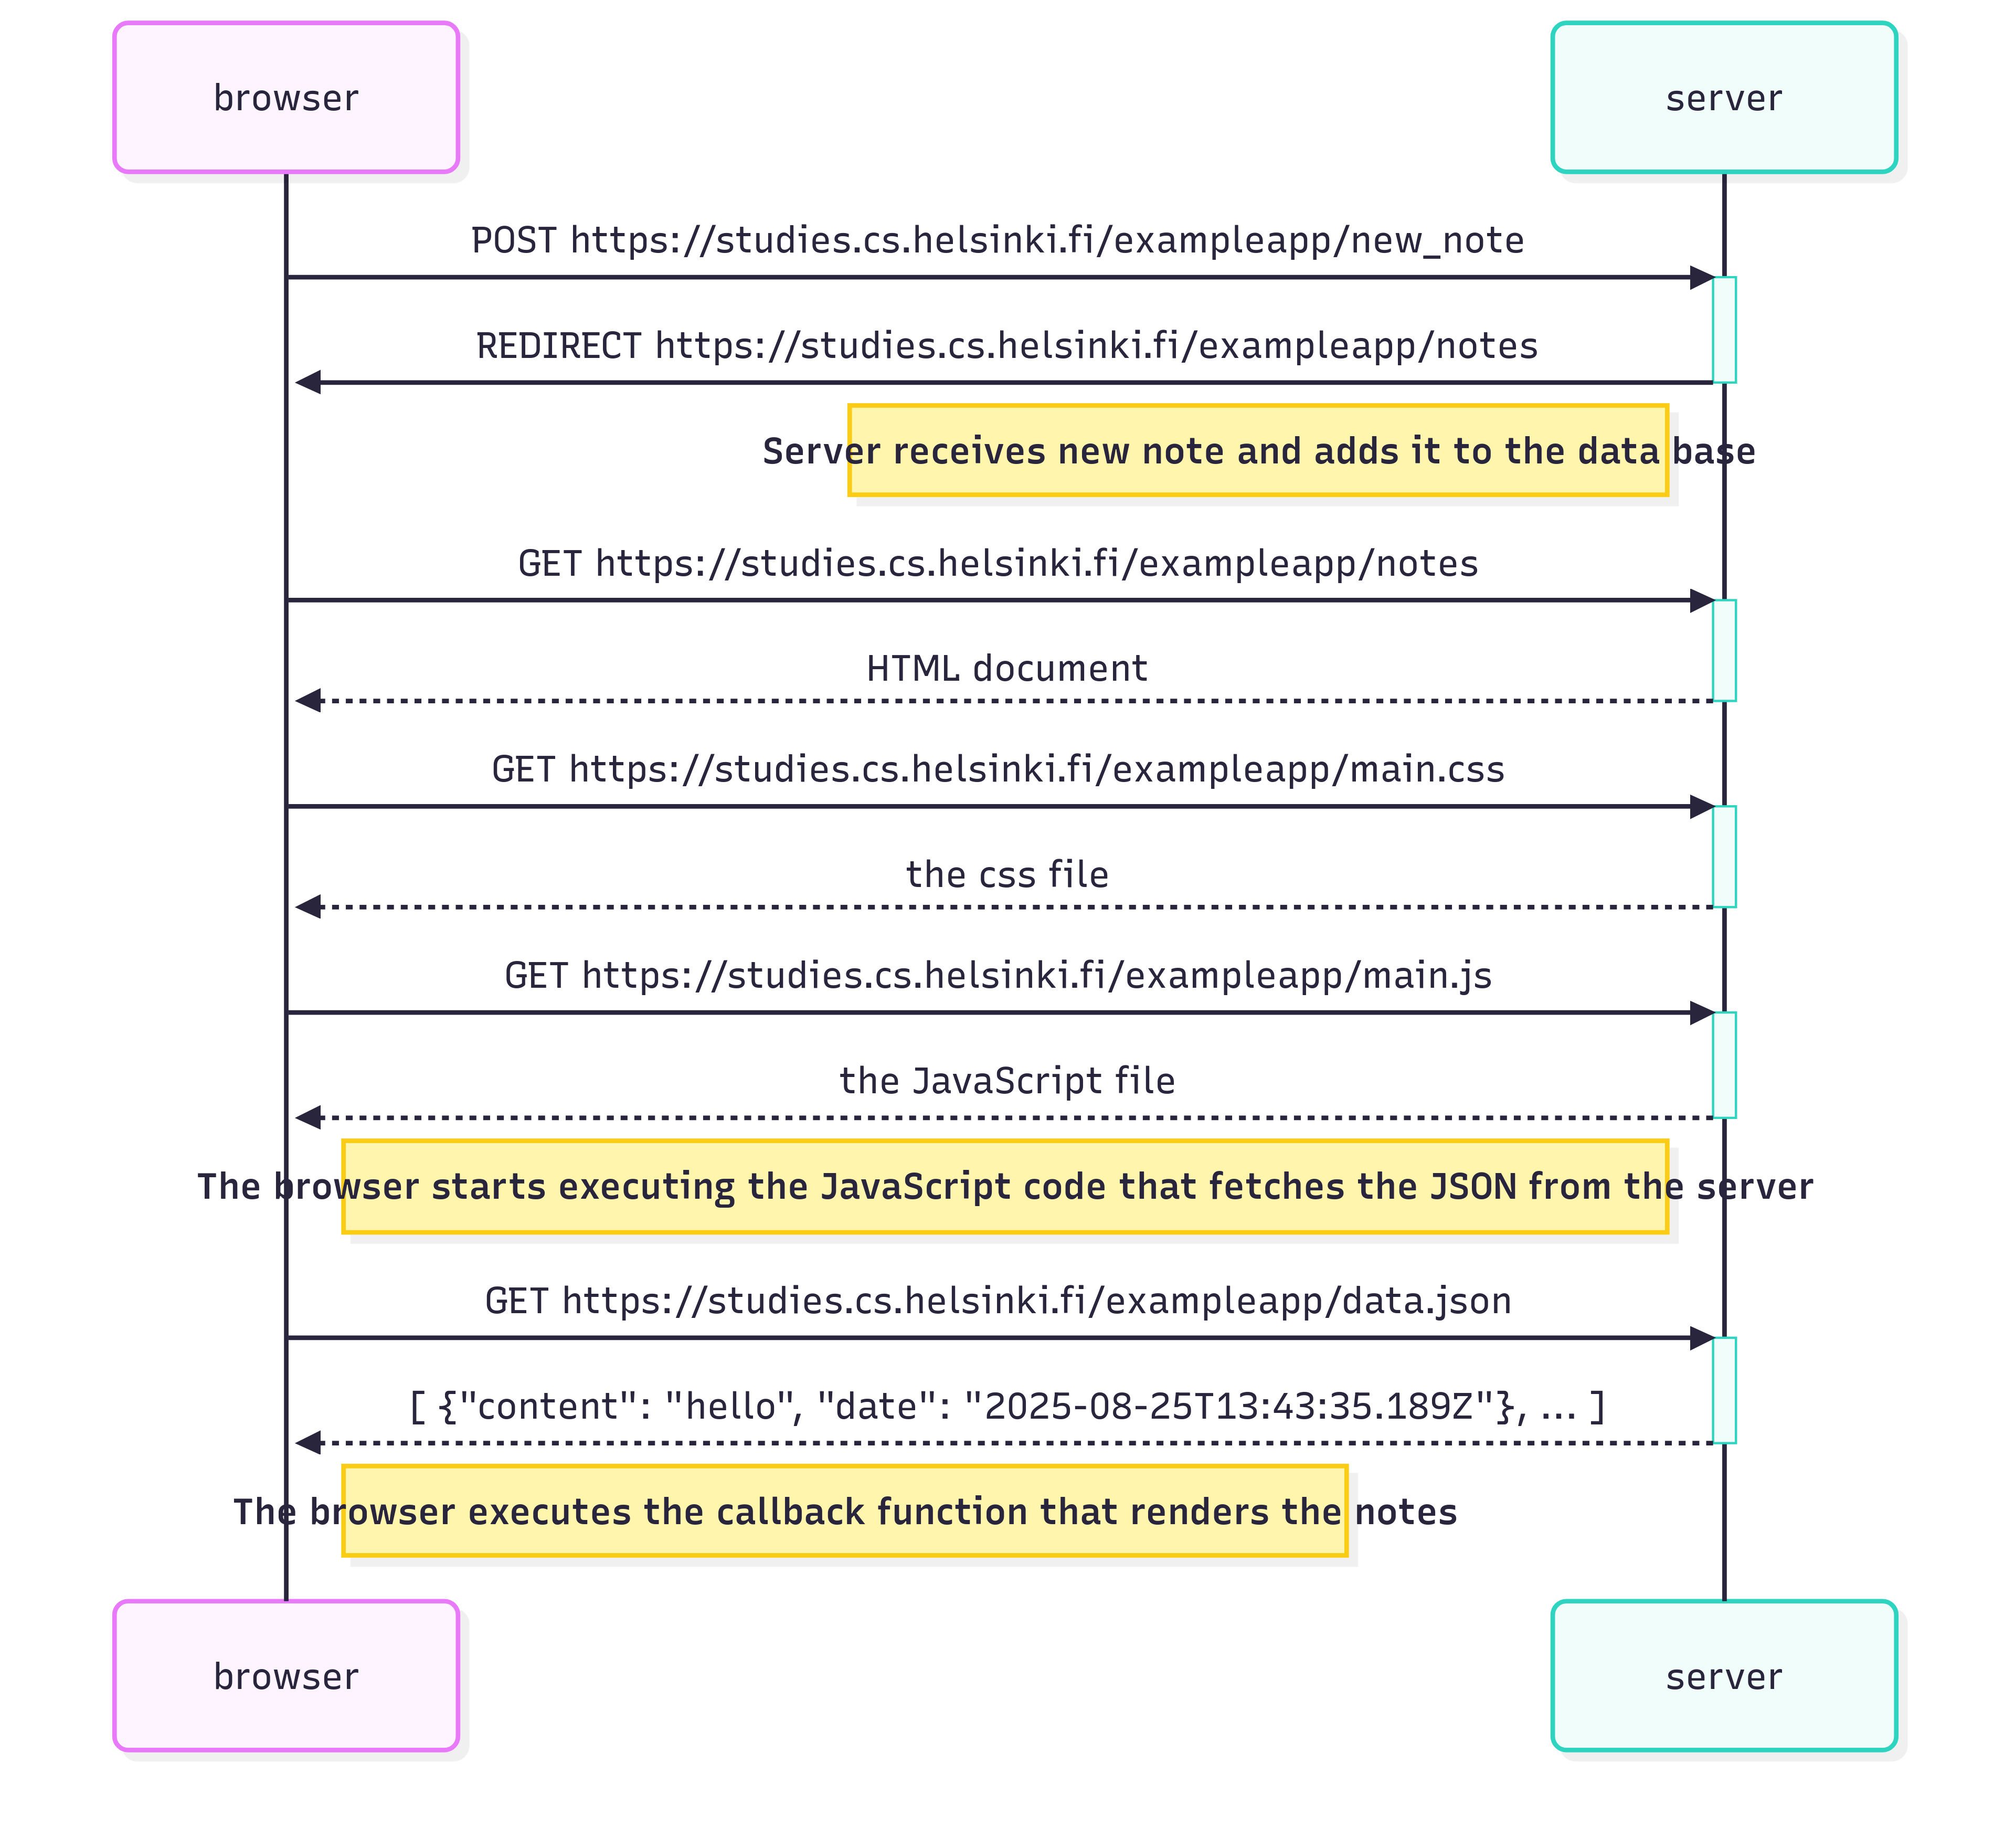 browser
server
POST https://studies.cs.helsinki.fi/exampleapp/new_note
REDIRECT https://studies.cs.helsinki.fi/exampleapp/notes
Server receives new note and adds it to the data base
GET https://studies.cs.helsinki.fi/exampleapp/notes
HTML document
GET https://studies.cs.helsinki.fi/exampleapp/main.css
the css file
GET https://studies.cs.helsinki.fi/exampleapp/main.js
the JavaScript file
The browser starts executing the JavaScript code that fetches the JSON from the server
GET https://studies.cs.helsinki.fi/exampleapp/data.json
[ {"content": "hello", "date": "2025-08-25T13:43:35.189Z"}, ... ]
The browser executes the callback function that renders the notes
browser
server